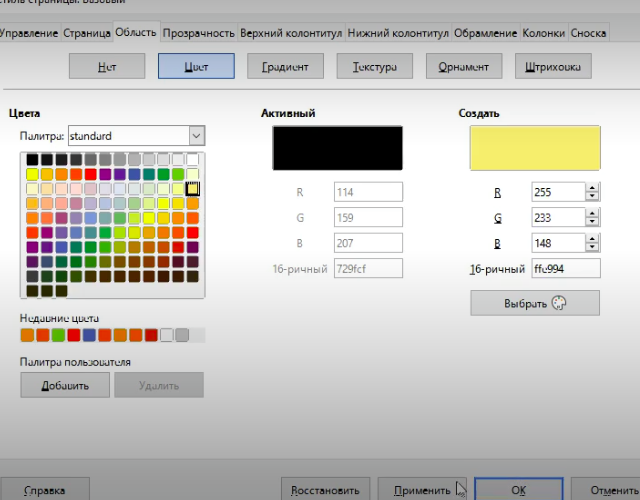 стиль страницы: Базовый
Управление Страница Область Прозрачность Верхний колонтитул Нижний колонтитул Обрамление Колонки Сноска
Нет Цвет Градиент Текстура Орнамент Штриховка
Цвета Активный Создать
Палитра: standard
R 114 R 255
G 159 G 233
B 207 B 148
16-ричный 729fcf 16-ричный ffe994
Выбрать
Недавние цвета
Палитра пользователя
Добавить Удалить
Справка Восстановить Применить ОК Отменить